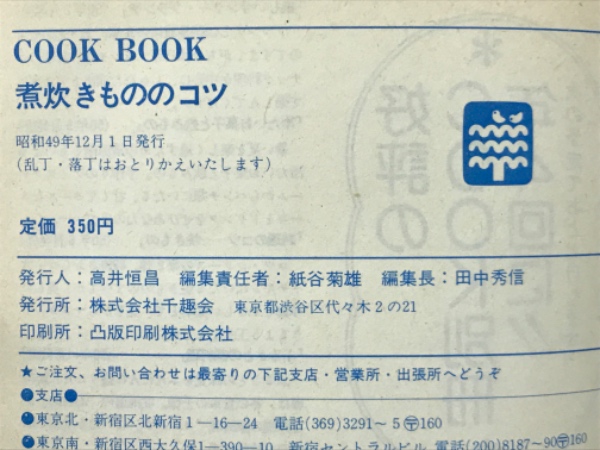 COOK BOOK
煮炊きもののコツ
昭和49年12月1日発行
(乱丁・落丁はおとりかえいたします)
定価 350円
発行人:高井恒昌 編集責任者:紙谷菊雄 編集長:田中秀信
発行所:株式会社千趣会 東京都渋谷区代々木2の21
印刷所:凸版印刷株式会社
★ご注文、お問い合わせは最寄りの下記支店・営業所・出張所へどうぞ
●支店●
●東京北・新宿区北新宿1―16―24 電話(369)3291~5〒160
●東京南・新宿区西大久保1―390―10 新宿セントラルビル 電話(200)8187~90〒160